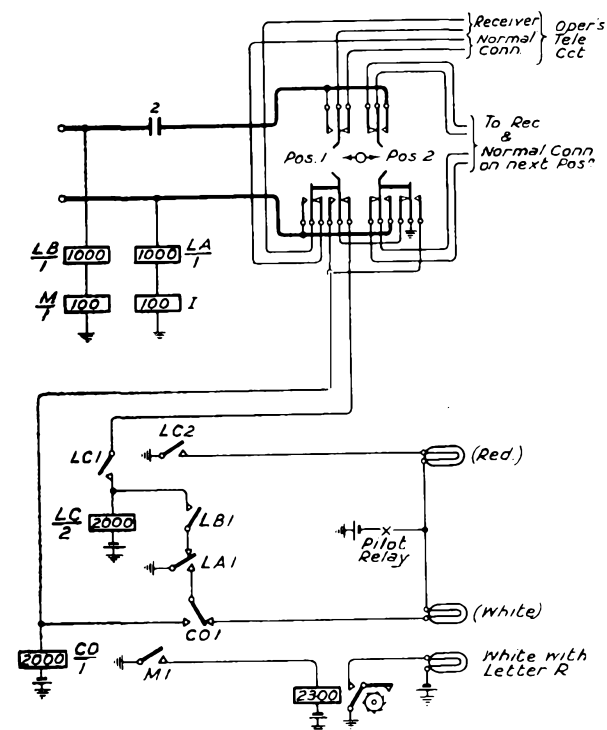 Receiver
Normal
Conn.
Oper's
Tele
Cct
2
To Rec
&
Normal Conn
on next Posⁿ
Pos. 1
Pos 2
LB
1
1000
1000
LA
1
M
1
100
100
I
LC2
LC1
(Red.)
LC
2
2000
LB1
Pilot
Relay
LA1
(White)
CO1
2000
CO
1
M1
White with
Letter R
2300